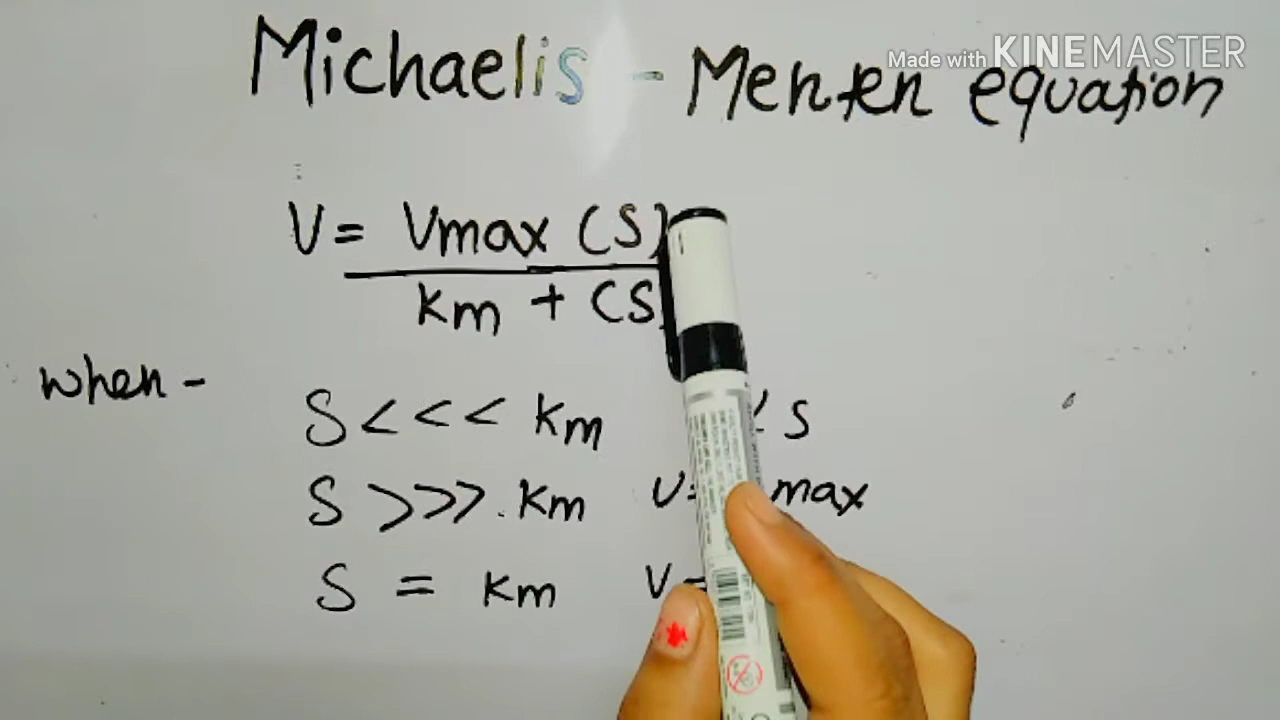 Made with KINEMASTER
Michaelis - Menten equation
V = Vmax (S)
Km + (S
when -
S < < < Km S
S >>> Km V= max
S = Km V =